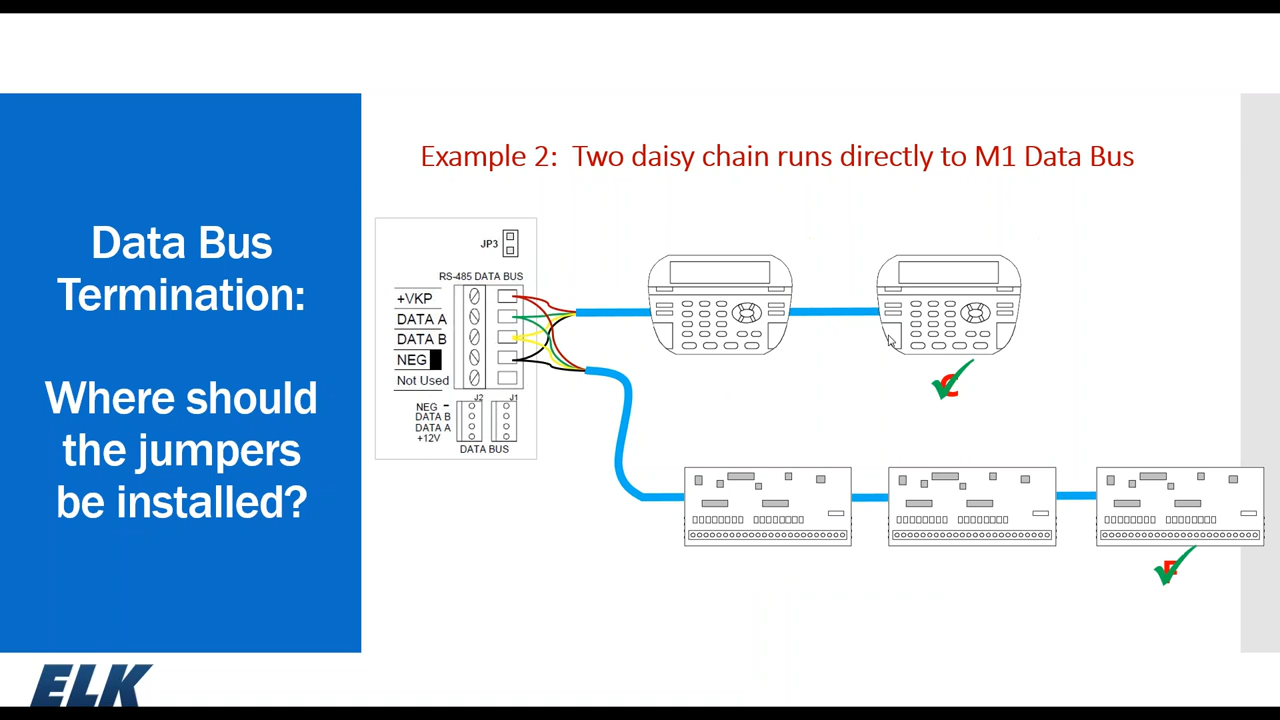 Example 2: Two daisy chain runs directly to M1 Data Bus
Data Bus
Termination:
Where should
the jumpers
be installed?
JP3
RS-485 DATA BUS
+VKP
DATA A
DATA B
NEG
Not Used
J2 J1
NEG -
DATA B
DATA A
+12V
DATA BUS
C
ELK